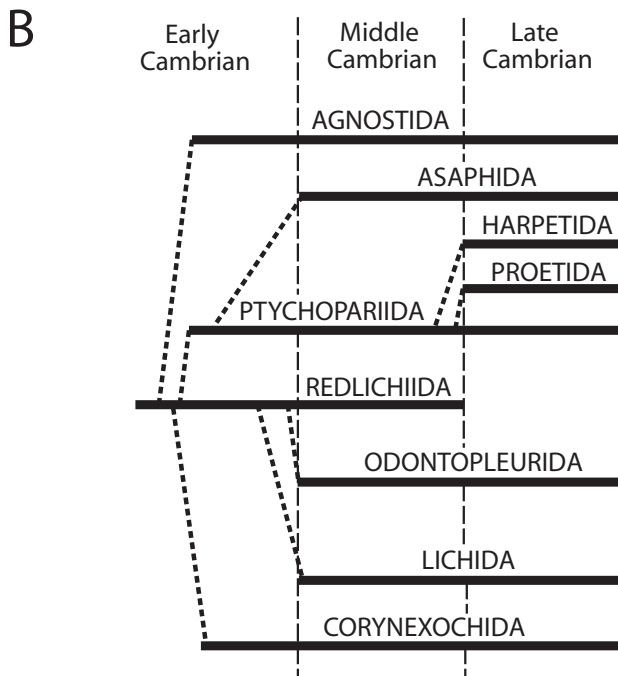 B
Early
Cambrian
Middle
Cambrian
Late
Cambrian
AGNOSTIDA
ASAPHIDA
HARPETIDA
PROETIDA
PTYCHOPARIIDA
REDLICHIIDA
ODONTOPLEURIDA
LICHIDA
CORYNEXOCHIDA